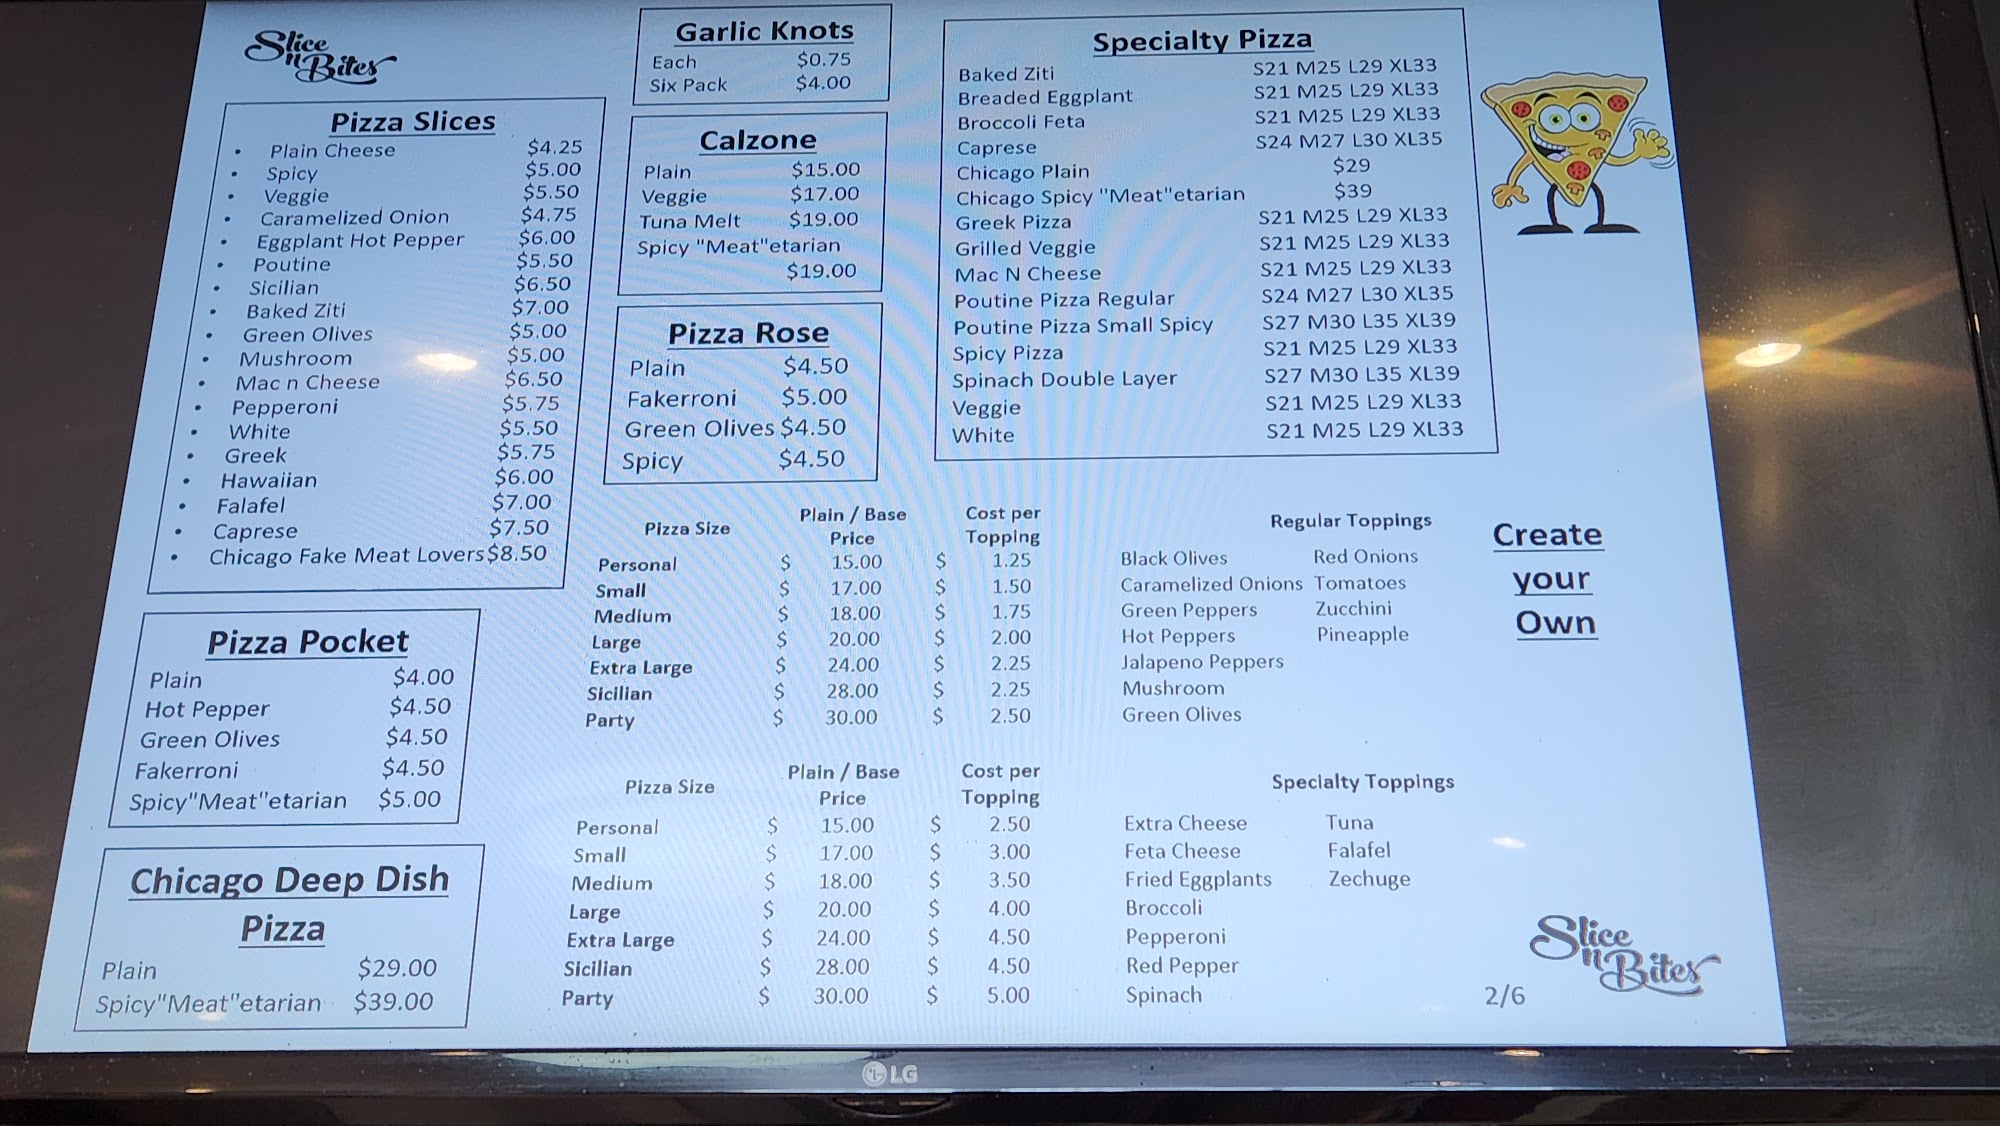 Slice
n Bites
Pizza Slices
• Plain Cheese $4.25
• Spicy $5.00
• Veggie $5.50
• Caramelized Onion $4.75
• Eggplant Hot Pepper $6.00
• Poutine $5.50
• Sicilian $6.50
• Baked Ziti $7.00
• Green Olives $5.00
• Mushroom $5.00
• Mac n Cheese $6.50
• Pepperoni $5.75
• White $5.50
• Greek $5.75
• Hawaiian $6.00
• Falafel $7.00
• Caprese $7.50
• Chicago Fake Meat Lovers $8.50
Pizza Pocket
Plain $4.00
Hot Pepper $4.50
Green Olives $4.50
Fakerroni $4.50
Spicy"Meat"etarian $5.00
Chicago Deep Dish
Pizza
Plain $29.00
Spicy"Meat"etarian $39.00
Garlic Knots
Each $0.75
Six Pack $4.00
Calzone
Plain $15.00
Veggie $17.00
Tuna Melt $19.00
Spicy "Meat"etarian
$19.00
Pizza Rose
Plain $4.50
Fakerroni $5.00
Green Olives $4.50
Spicy $4.50
Specialty Pizza
Baked Ziti S21 M25 L29 XL33
Breaded Eggplant S21 M25 L29 XL33
Broccoli Feta S21 M25 L29 XL33
Caprese S24 M27 L30 XL35
Chicago Plain $29
Chicago Spicy "Meat"etarian $39
Greek Pizza S21 M25 L29 XL33
Grilled Veggie S21 M25 L29 XL33
Mac N Cheese S21 M25 L29 XL33
Poutine Pizza Regular S24 M27 L30 XL35
Poutine Pizza Small Spicy S27 M30 L35 XL39
Spicy Pizza S21 M25 L29 XL33
Spinach Double Layer S27 M30 L35 XL39
Veggie S21 M25 L29 XL33
White S21 M25 L29 XL33
Pizza Size Plain / Base Price Cost per Topping
Personal $ 15.00 $ 1.25
Small $ 17.00 $ 1.50
Medium $ 18.00 $ 1.75
Large $ 20.00 $ 2.00
Extra Large $ 24.00 $ 2.25
Sicilian $ 28.00 $ 2.25
Party $ 30.00 $ 2.50
Regular Toppings
Black Olives Red Onions
Caramelized Onions Tomatoes
Green Peppers Zucchini
Hot Peppers Pineapple
Jalapeno Peppers
Mushroom
Green Olives
Create
your
Own
Pizza Size Plain / Base Price Cost per Topping
Personal $ 15.00 $ 2.50
Small $ 17.00 $ 3.00
Medium $ 18.00 $ 3.50
Large $ 20.00 $ 4.00
Extra Large $ 24.00 $ 4.50
Sicilian $ 28.00 $ 4.50
Party $ 30.00 $ 5.00
Specialty Toppings
Extra Cheese Tuna
Feta Cheese Falafel
Fried Eggplants Zechuge
Broccoli
Pepperoni
Red Pepper
Spinach
Slice
n Bites
2/6
LG